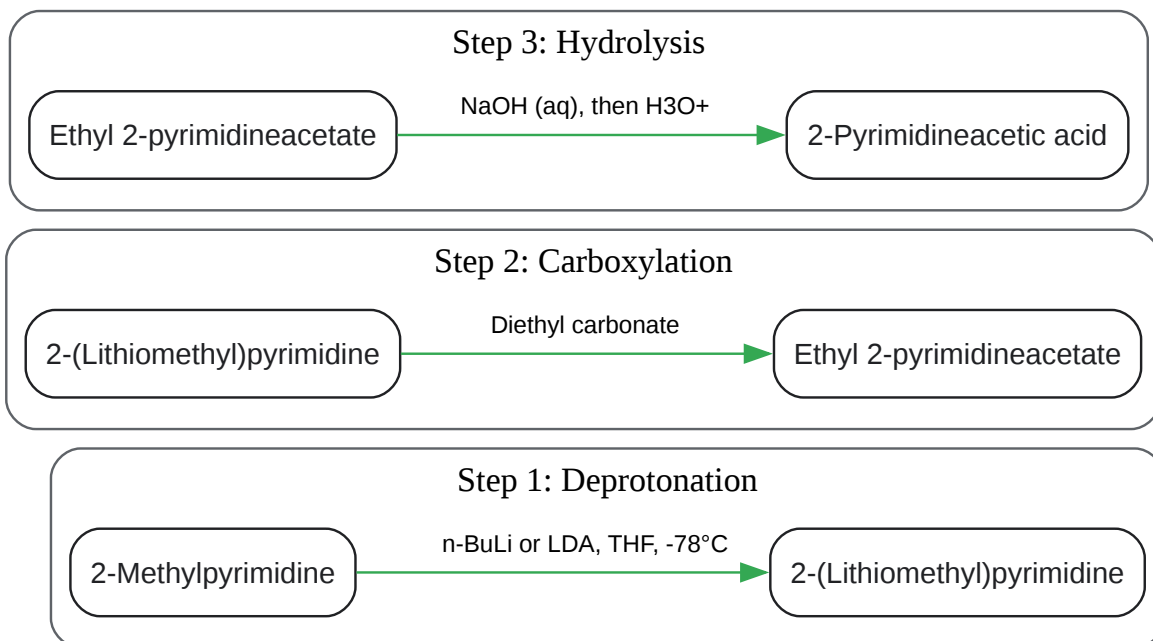 Step 3: Hydrolysis
NaOH (aq), then H3O+
Ethyl 2-pyrimidineacetate
2-Pyrimidineacetic acid
Step 2: Carboxylation
Diethyl carbonate
2-(Lithiomethyl)pyrimidine
Ethyl 2-pyrimidineacetate
Step 1: Deprotonation
n-BuLi or LDA, THF, -78°C
2-Methylpyrimidine
2-(Lithiomethyl)pyrimidine